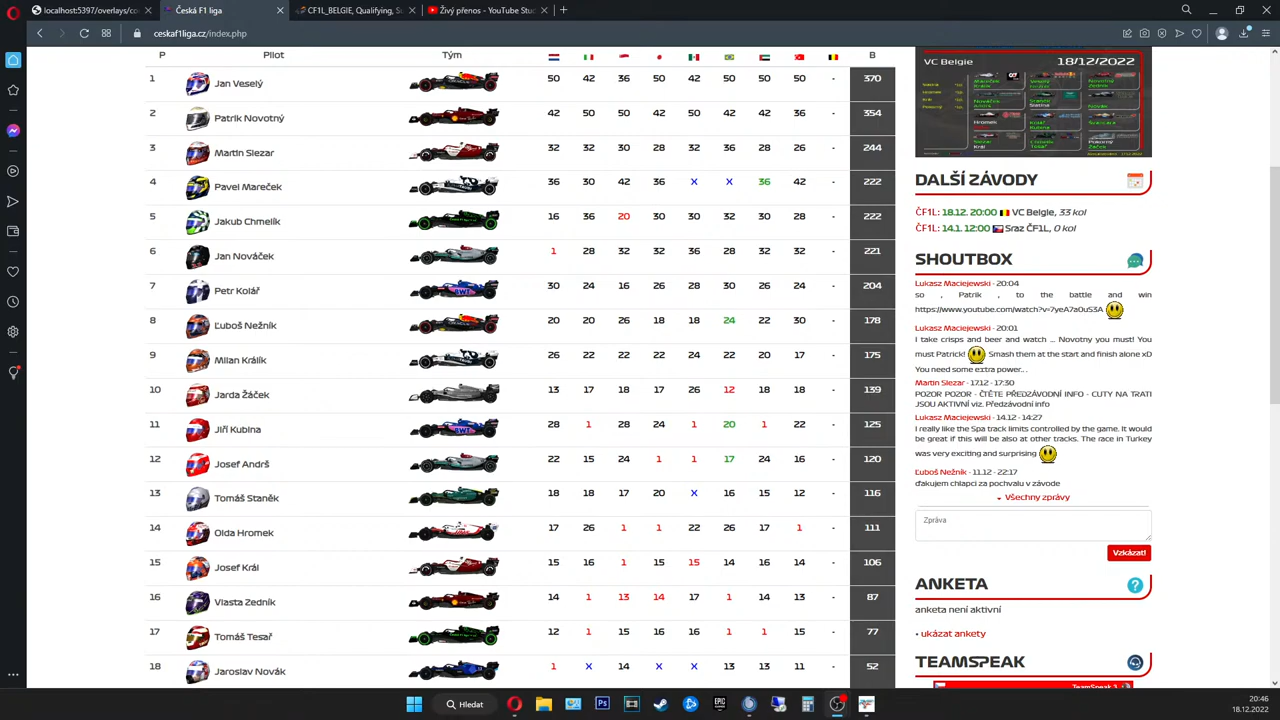 localhost:5397/overlays/co
Česká F1 liga
CF1L_BELGIE, Qualifying, Su
Živý přenos - YouTube Stu
ceskaf1liga.cz/index.php
P Pilot Tým B
1 Jan Veselý 50 42 36 50 50 50 50 50 - 370
2 Patrik Novotný 42 50 50 42 50 42 42 36 - 354
3 Martin Slezar 32 32 30 28 32 36 28 26 - 244
4 Pavel Mareček 36 30 42 36 X X 36 42 - 222
5 Jakub Chmelík 16 36 20 30 30 32 30 28 - 222
6 Jan Nováček 1 28 32 32 36 28 32 32 - 221
7 Petr Kolář 30 24 16 26 28 30 26 24 - 204
8 Ľuboš Nežník 20 20 26 18 18 24 22 30 - 178
9 Milan Králik 26 22 22 22 24 22 20 17 - 175
10 Jarda Žáček 13 17 18 17 26 12 18 18 - 139
11 Jiří Kubina 28 1 28 24 1 20 1 22 - 125
12 Josef Andrš 22 15 24 1 1 17 24 16 - 120
13 Tomáš Staněk 18 18 17 20 X 16 15 12 - 116
14 Olda Hromek 17 26 1 1 22 26 17 1 - 111
15 Josef Král 15 16 1 15 15 14 16 14 - 106
16 Vlasta Zedník 14 1 13 14 17 1 14 13 - 87
17 Tomáš Tesař 12 1 15 16 16 1 1 15 - 77
18 Jaroslav Novák 1 X 14 X X 13 13 11 - 52
VC Belgie 18/12/2022
DALŠÍ ZÁVODY
ČF1L: 18.12. 20:00 VC Belgie, 33 kol
ČF1L: 14.1. 12:00 Sraz ČF1L, 0 kol
SHOUTBOX
Lukasz Maciejewski - 20:04
so , Patrik , to the battle and win
https://www.youtube.com/watch?v=7yeA7a0uS3A
Lukasz Maciejewski - 20:01
I take crisps and beer and watch ... Novotny you must! You
must Patrick! Smash them at the start and finish alone xD
You need some extra power. . .
Martin Slezar - 17.12 - 17:30
POZOR POZOR - ČTĚTE PŘEDZÁVODNÍ INFO - CUTY NA TRATI
JSOU AKTIVNÍ viz. Předzávodní info
Lukasz Maciejewski - 14.12 - 14:27
I really like the Spa track limits controlled by the game. It would
be great if this will be also at other tracks. The race in Turkey
was very exciting and surprising
Ľuboš Nežník - 11.12 - 22:17
ďakujem chlapci za pochvalu v závode
Všechny zprávy
Zpráva
Vzkázat!
ANKETA
anketa není aktivní
• ukázat ankety
TEAMSPEAK
TeamSpeak 3
Hledat
20:46
18.12.2022